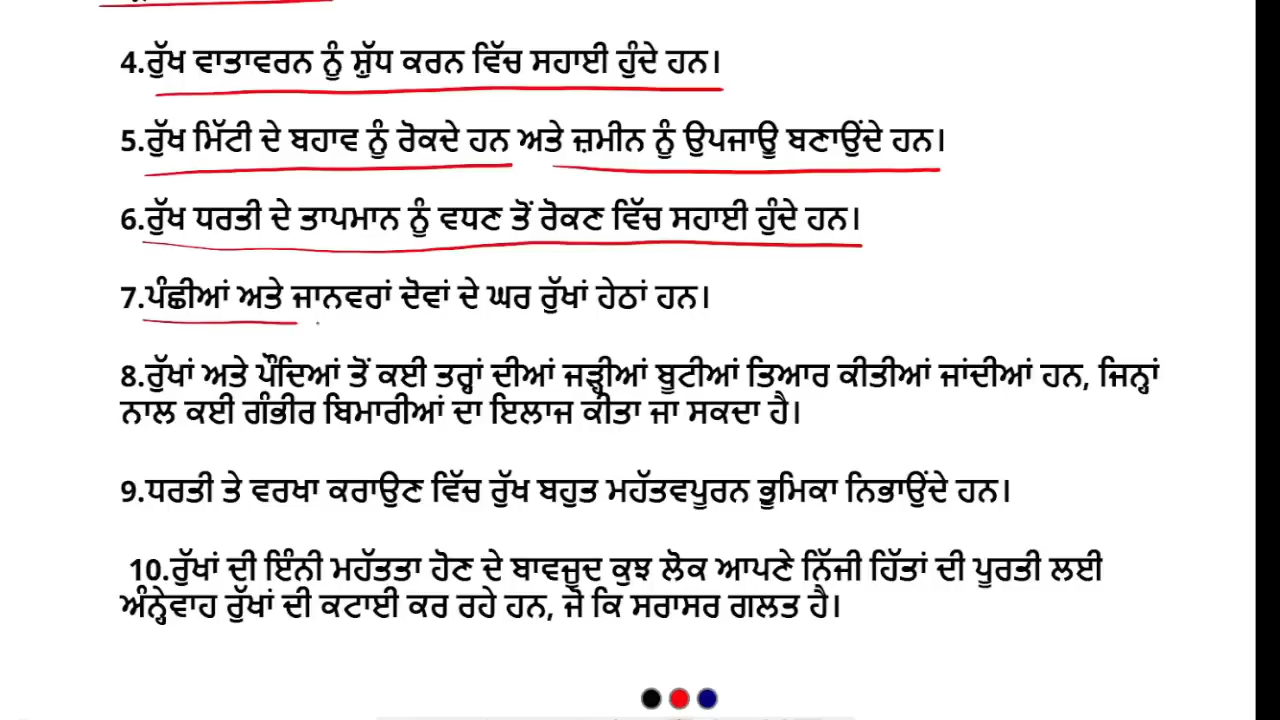 4.ਰੁੱਖ ਵਾਤਾਵਰਨ ਨੂੰ ਸ਼ੁੱਧ ਕਰਨ ਵਿੱਚ ਸਹਾਈ ਹੁੰਦੇ ਹਨ।
5.ਰੁੱਖ ਮਿੱਟੀ ਦੇ ਬਹਾਵ ਨੂੰ ਰੋਕਦੇ ਹਨ ਅਤੇ ਜ਼ਮੀਨ ਨੂੰ ਉਪਜਾਊ ਬਣਾਉਂਦੇ ਹਨ।
6.ਰੁੱਖ ਧਰਤੀ ਦੇ ਤਾਪਮਾਨ ਨੂੰ ਵਧਣ ਤੋਂ ਰੋਕਣ ਵਿੱਚ ਸਹਾਈ ਹੁੰਦੇ ਹਨ।
7.ਪੰਛੀਆਂ ਅਤੇ ਜਾਨਵਰਾਂ ਦੋਵਾਂ ਦੇ ਘਰ ਰੁੱਖਾਂ ਹੇਠਾਂ ਹਨ।
8.ਰੁੱਖਾਂ ਅਤੇ ਪੌਦਿਆਂ ਤੋਂ ਕਈ ਤਰ੍ਹਾਂ ਦੀਆਂ ਜੜ੍ਹੀਆਂ ਬੂਟੀਆਂ ਤਿਆਰ ਕੀਤੀਆਂ ਜਾਂਦੀਆਂ ਹਨ, ਜਿਨ੍ਹਾਂ
ਨਾਲ ਕਈ ਗੰਭੀਰ ਬਿਮਾਰੀਆਂ ਦਾ ਇਲਾਜ ਕੀਤਾ ਜਾ ਸਕਦਾ ਹੈ।
9.ਧਰਤੀ ਤੇ ਵਰਖਾ ਕਰਾਉਣ ਵਿੱਚ ਰੁੱਖ ਬਹੁਤ ਮਹੱਤਵਪੂਰਨ ਭੂਮਿਕਾ ਨਿਭਾਉਂਦੇ ਹਨ।
10.ਰੁੱਖਾਂ ਦੀ ਇੰਨੀ ਮਹੱਤਤਾ ਹੋਣ ਦੇ ਬਾਵਜੂਦ ਕੁਝ ਲੋਕ ਆਪਣੇ ਨਿੱਜੀ ਹਿੱਤਾਂ ਦੀ ਪੂਰਤੀ ਲਈ
ਅੰਨ੍ਹੇਵਾਹ ਰੁੱਖਾਂ ਦੀ ਕਟਾਈ ਕਰ ਰਹੇ ਹਨ, ਜੋ ਕਿ ਸਰਾਸਰ ਗਲਤ ਹੈ।